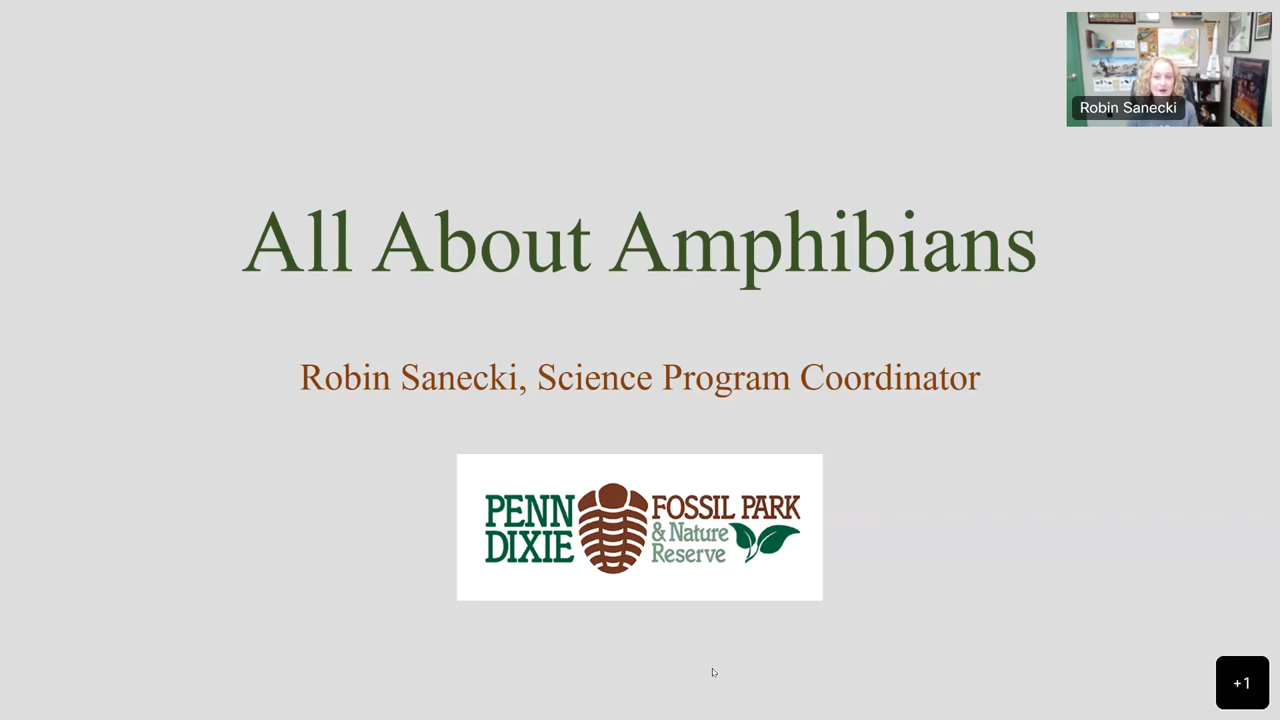 Robin Sanecki
All About Amphibians
Robin Sanecki, Science Program Coordinator
PENN DIXIE
FOSSIL PARK
& Nature
Reserve
+1